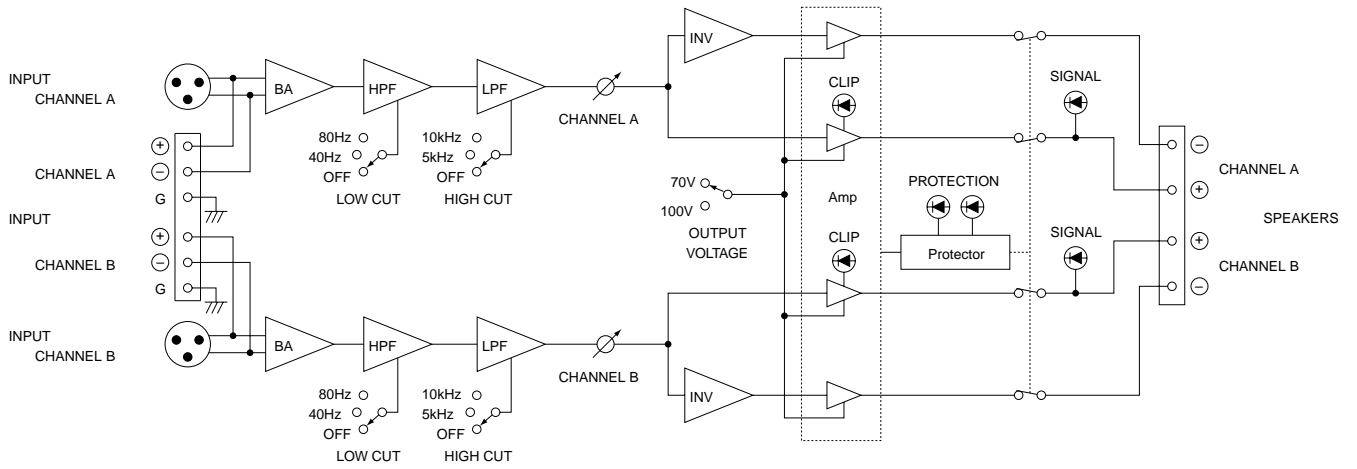 INPUT
CHANNEL A
BA
HPF
LPF
CHANNEL A
INV
CLIP
SIGNAL
80Hz
40Hz
OFF
LOW CUT
10kHz
5kHz
OFF
HIGH CUT
+
CHANNEL A
−
G
INPUT
+
CHANNEL B
−
G
70V
100V
OUTPUT
VOLTAGE
Amp
CLIP
PROTECTION
Protector
SIGNAL
−
CHANNEL A
+
SPEAKERS
+
CHANNEL B
−
INPUT
CHANNEL B
BA
HPF
LPF
CHANNEL B
INV
80Hz
40Hz
OFF
LOW CUT
10kHz
5kHz
OFF
HIGH CUT